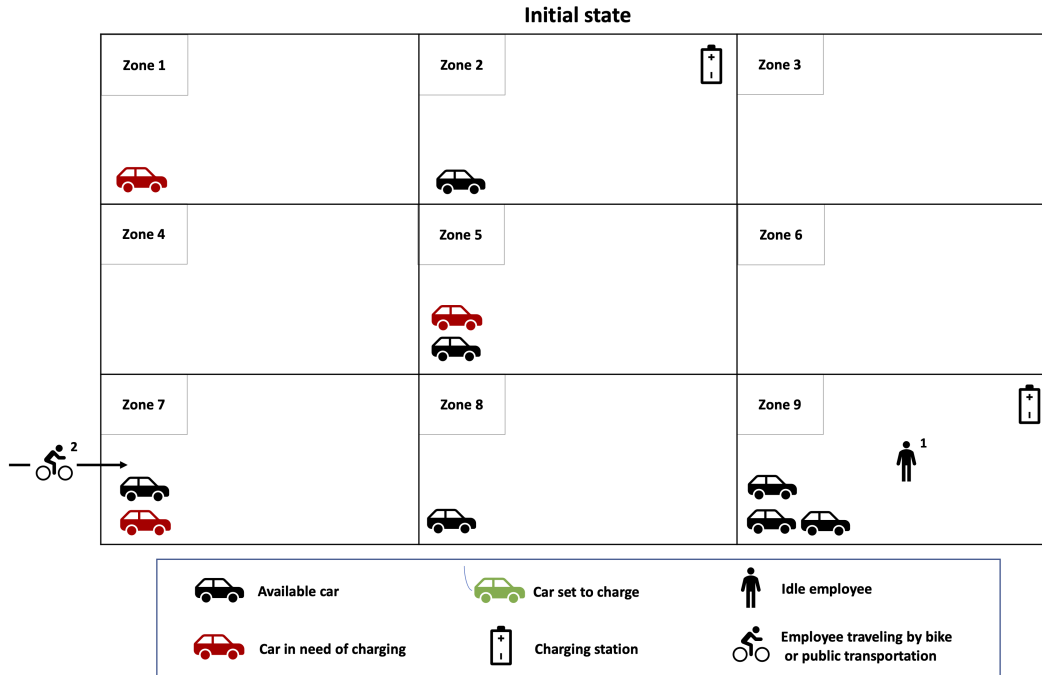 Initial state
Zone 1
Zone 2
+
-
Zone 3
Zone 4
Zone 5
Zone 6
Zone 7
Zone 8
Zone 9
+
-
2
1
Available car
Car set to charge
Idle employee
Car in need of charging
+
-
Charging station
Employee traveling by bike
or public transportation